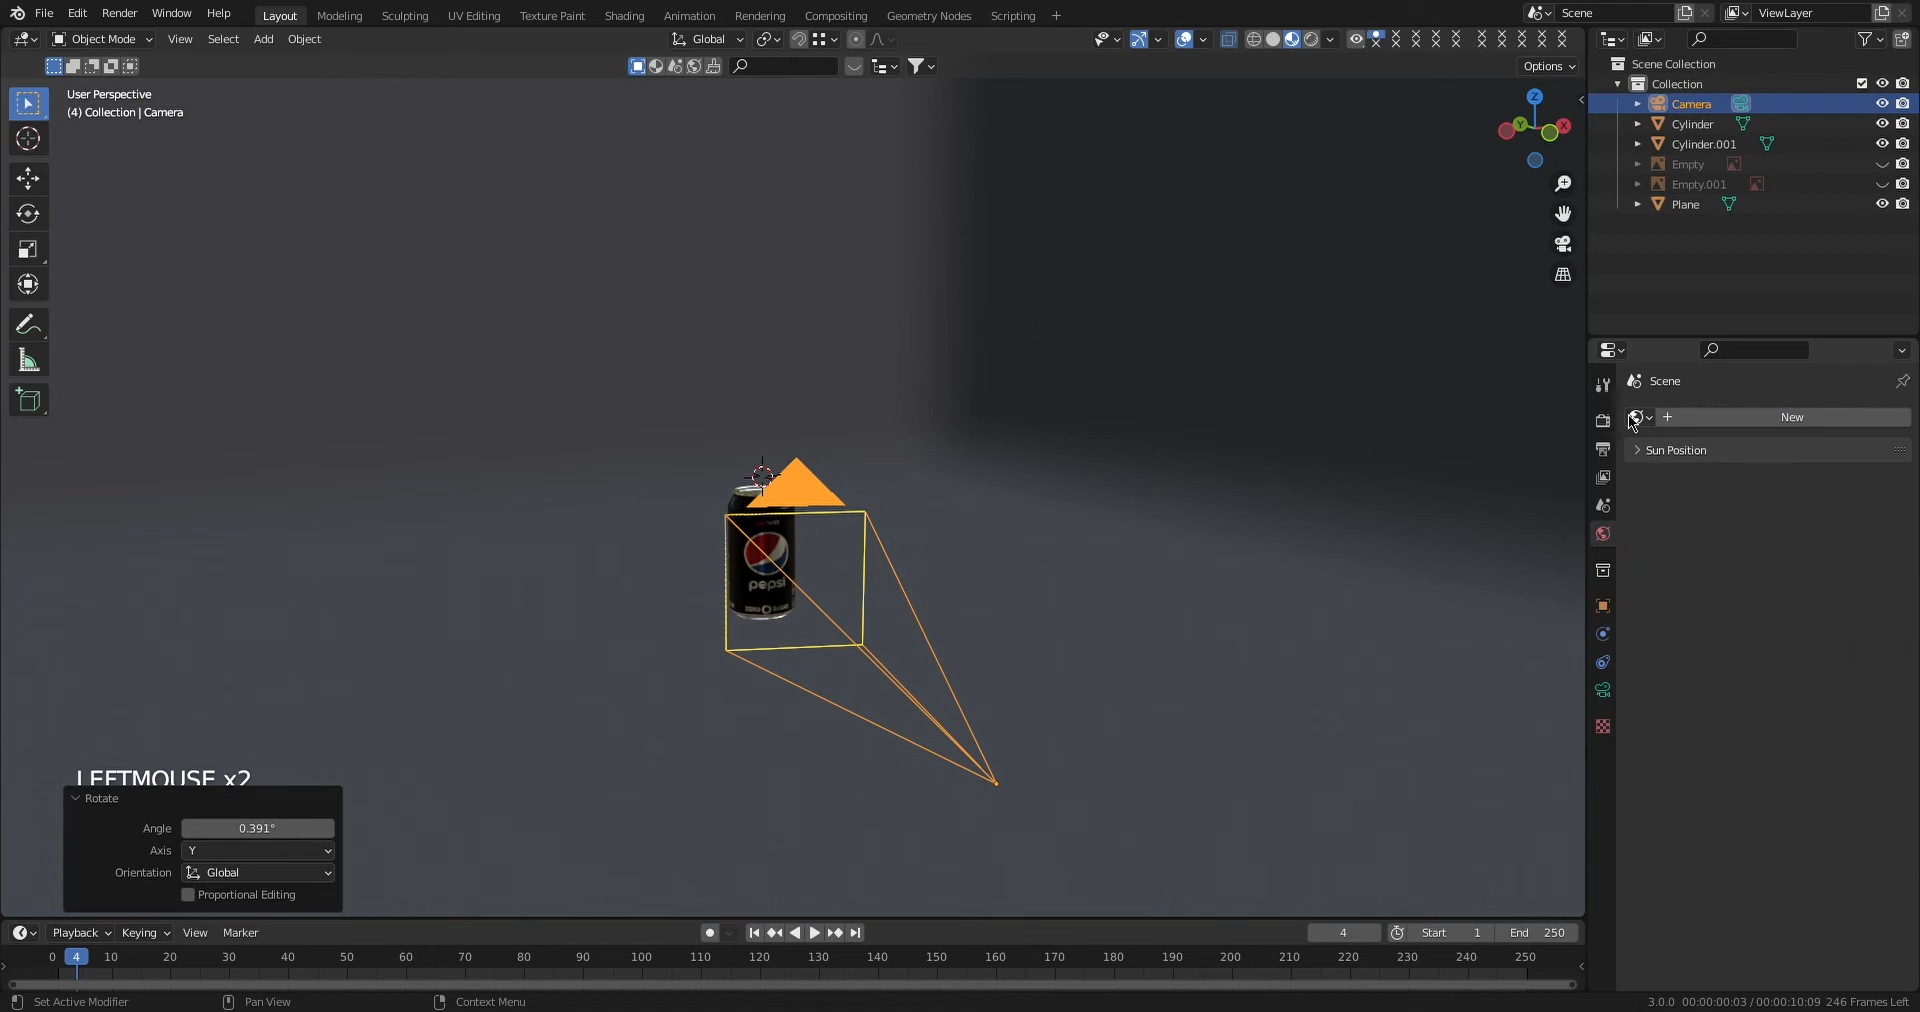 File Edit Render Window Help Layout Modeling Sculpting UV Editing Texture Paint Shading Animation Rendering Compositing Geometry Nodes Scripting + Scene ViewLayer
Object Mode View Select Add Object Global
Options
User Perspective
(4) Collection | Camera
Z
Y
X
pepsi
Scene Collection
Collection
Camera
Cylinder
Cylinder.001
Empty
Empty.001
Plane
Scene
New
Sun Position
LEFTMOUSE x2
Rotate
Angle 0.391°
Axis Y
Orientation Global
Proportional Editing
Playback Keying View Marker 4 Start 1 End 250
0 4 10 20 30 40 50 60 70 80 90 100 110 120 130 140 150 160 170 180 190 200 210 220 230 240 250
Set Active Modifier Pan View Context Menu 3.0.0 00:00:00:03 / 00:00:10:09 246 Frames Left